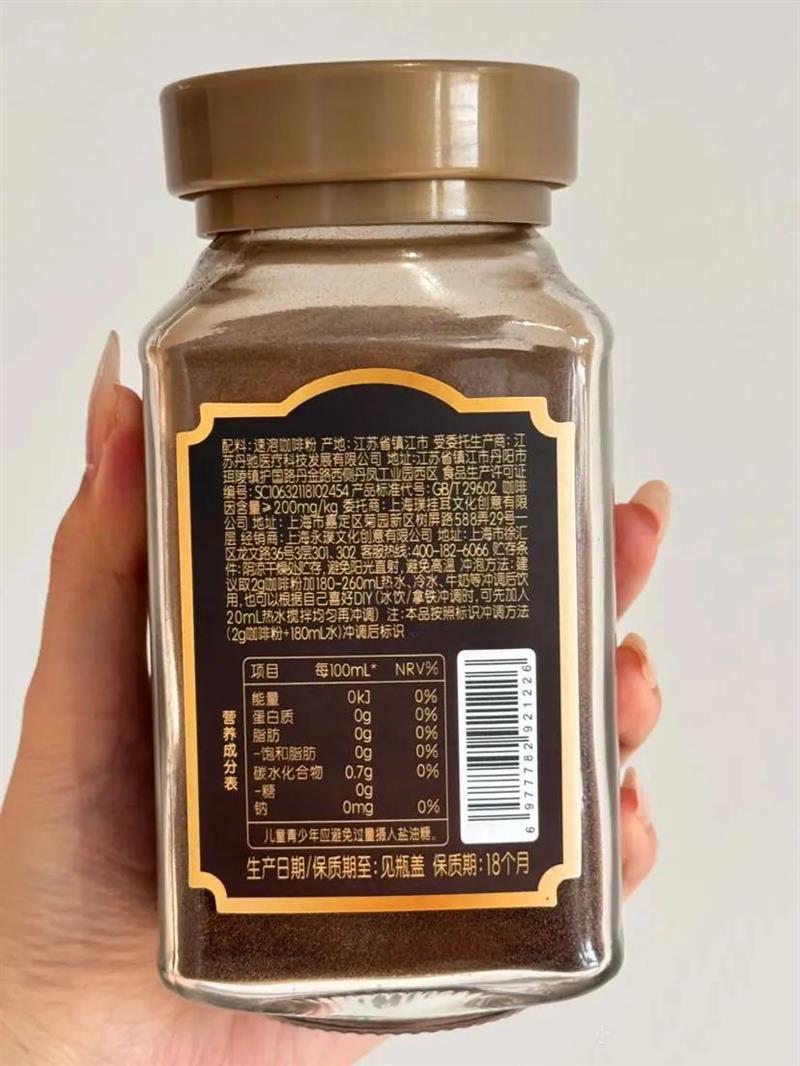 配料：速溶咖啡粉 产地：江苏省镇江市 受委托生产商：江
苏丹驰医疗科技发展有限公司 地址：江苏省镇江市丹阳市
珥陵镇护国路丹金路西侧丹凤工业园西区 食品生产许可证
编号：SC10632118102454 产品标准代号：GB/T29602 咖啡
因含量≥200mg/kg 委托商：上海璞挂耳文化创意有限公
司 地址：上海市嘉定区菊园新区树屏路588弄29号一
层 经销商：上海永璞文化创意有限公司 地址：上海市徐汇
区龙文路36号3层301、302 客服热线：400-182-6066 贮存条
件：阴凉干燥处贮存，避免阳光直射，避免高温 冲泡方法：建
议取2g咖啡粉加180-260mL热水、冷水、牛奶等冲调后饮
用，也可以根据自己喜好DIY（冰饮/拿铁冲调时，可先加入
20mL热水搅拌均匀再冲调） 注：本品按照标识冲调方法
（2g咖啡粉+180mL水）冲调后标识
营养成分表
项目 每100mL* NRV%
能量 0kJ 0%
蛋白质 0g 0%
脂肪 0g 0%
-饱和脂肪 0g 0%
碳水化合物 0.7g 0%
-糖 0g
钠 0mg 0%
儿童青少年应避免过量摄入盐油糖。
6 977782 921226
生产日期/保质期至：见瓶盖 保质期：18个月